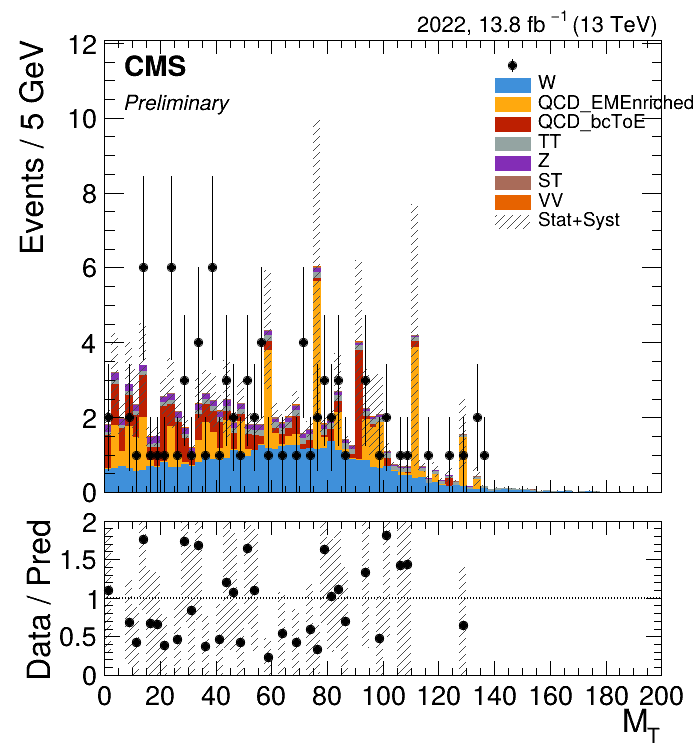 2022, 13.8 fb⁻¹ (13 TeV)
12
CMS
Preliminary
W
QCD_EMEnriched
QCD_bcToE
TT
Z
ST
VV
Stat+Syst
Events / 5 GeV
10
8
6
4
2
0
2
1.5
1
0.5
0
Data / Pred
0 20 40 60 80 100 120 140 160 180 200
M_T